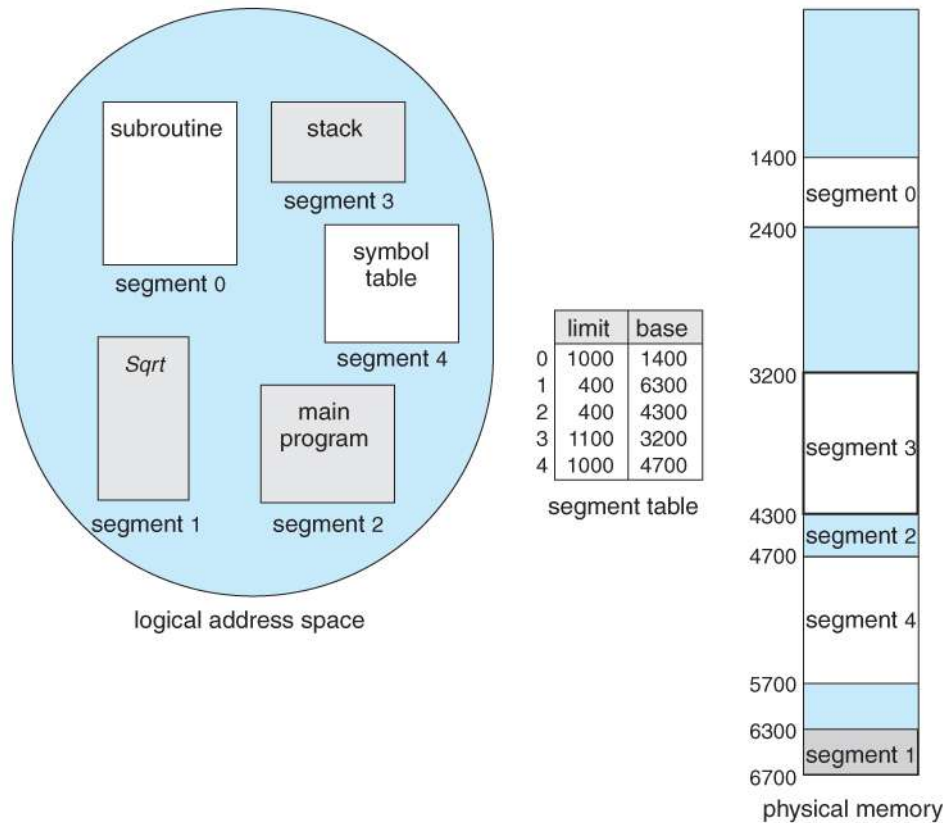 subroutine
segment 0
stack
segment 3
symbol
table
segment 4
Sqrt
segment 1
main
program
segment 2
logical address space
limit base
0 1000 1400
1 400 6300
2 400 4300
3 1100 3200
4 1000 4700
segment table
1400
segment 0
2400
3200
segment 3
4300
segment 2
4700
segment 4
5700
6300
segment 1
6700
physical memory